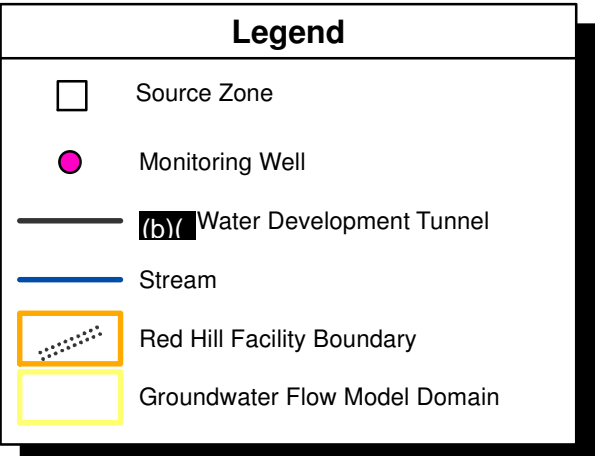 Legend
Source Zone
Monitoring Well
(b)( Water Development Tunnel
Stream
Red Hill Facility Boundary
Groundwater Flow Model Domain